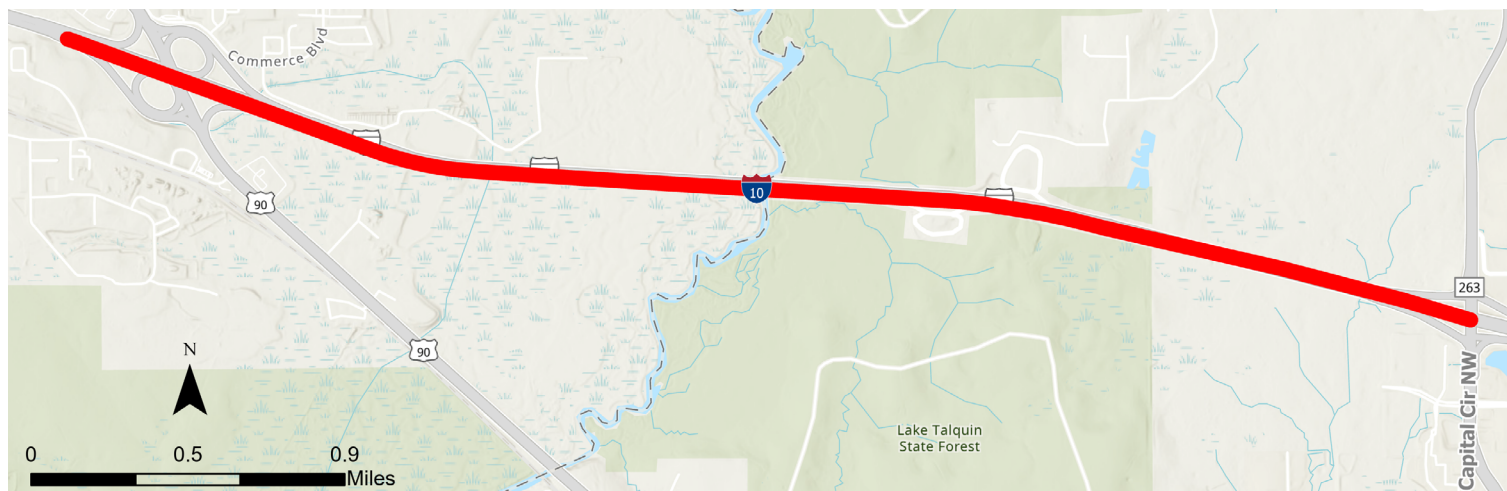 Commerce Blvd
90
10
263
90
N
Lake Talquin
State Forest
Capital Cir NW
0 0.5 0.9
Miles